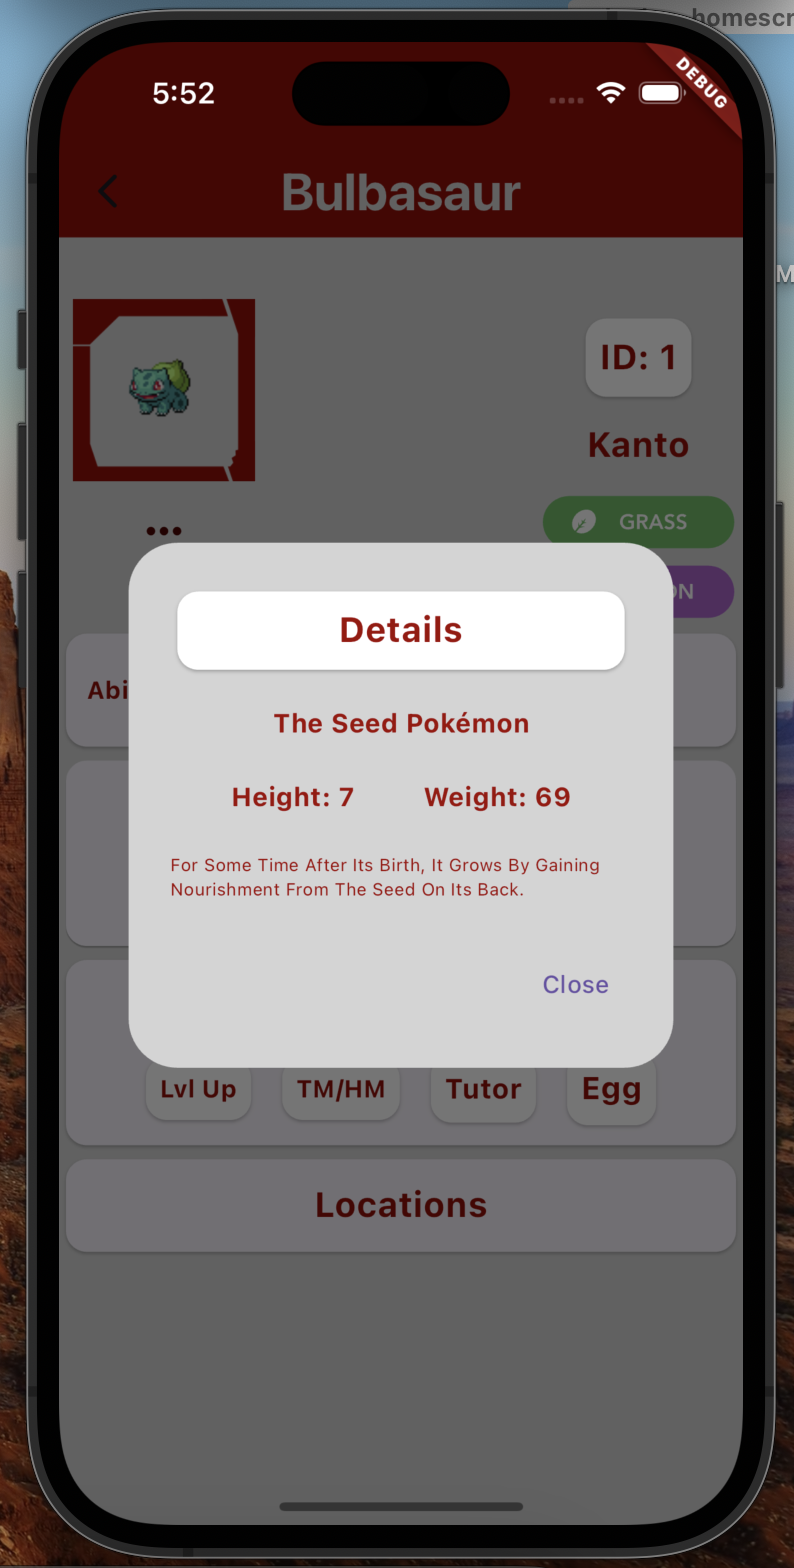 homescr
5:52
DEBUG
Bulbasaur
M
ID: 1
Kanto
GRASS
Details
The Seed Pokémon
Height: 7 Weight: 69
For Some Time After Its Birth, It Grows By Gaining
Nourishment From The Seed On Its Back.
Close
Lvl Up TM/HM Tutor Egg
Locations